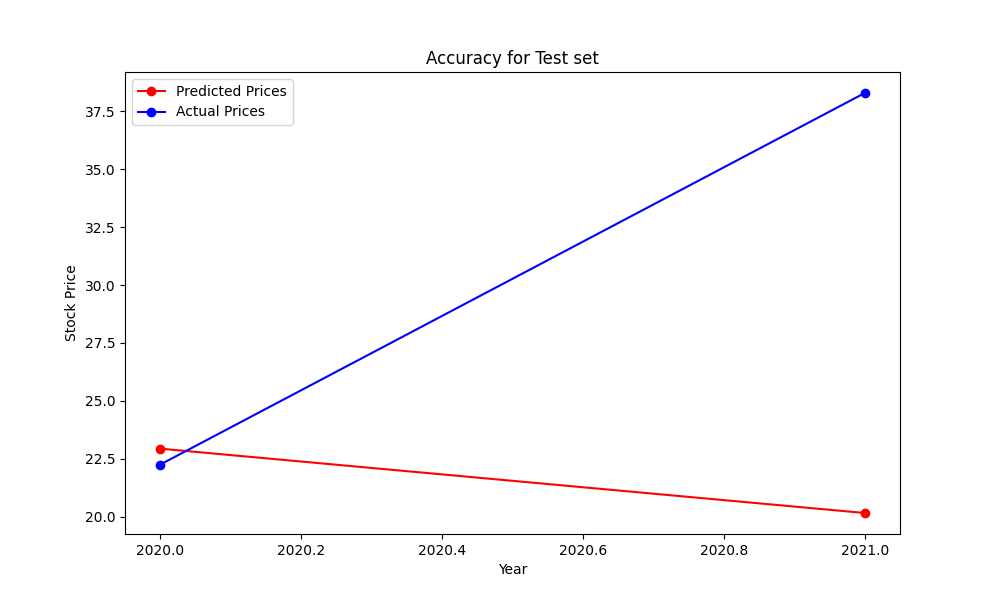 Accuracy for Test set
Predicted Prices
Actual Prices
Stock Price
37.5
35.0
32.5
30.0
27.5
25.0
22.5
20.0
2020.0 2020.2 2020.4 2020.6 2020.8 2021.0
Year